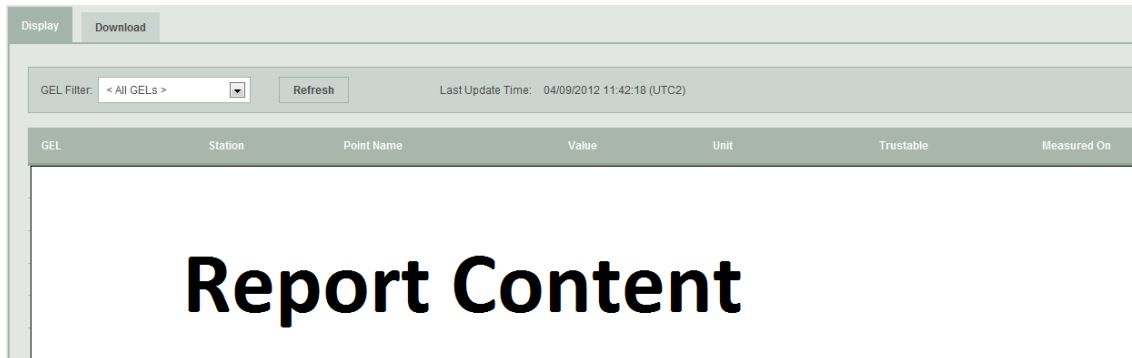 Display Download
GEL Filter: < All GELs > Refresh Last Update Time: 04/09/2012 11:42:18 (UTC2)
GEL Station Point Name Value Unit Trustable Measured On
Report Content